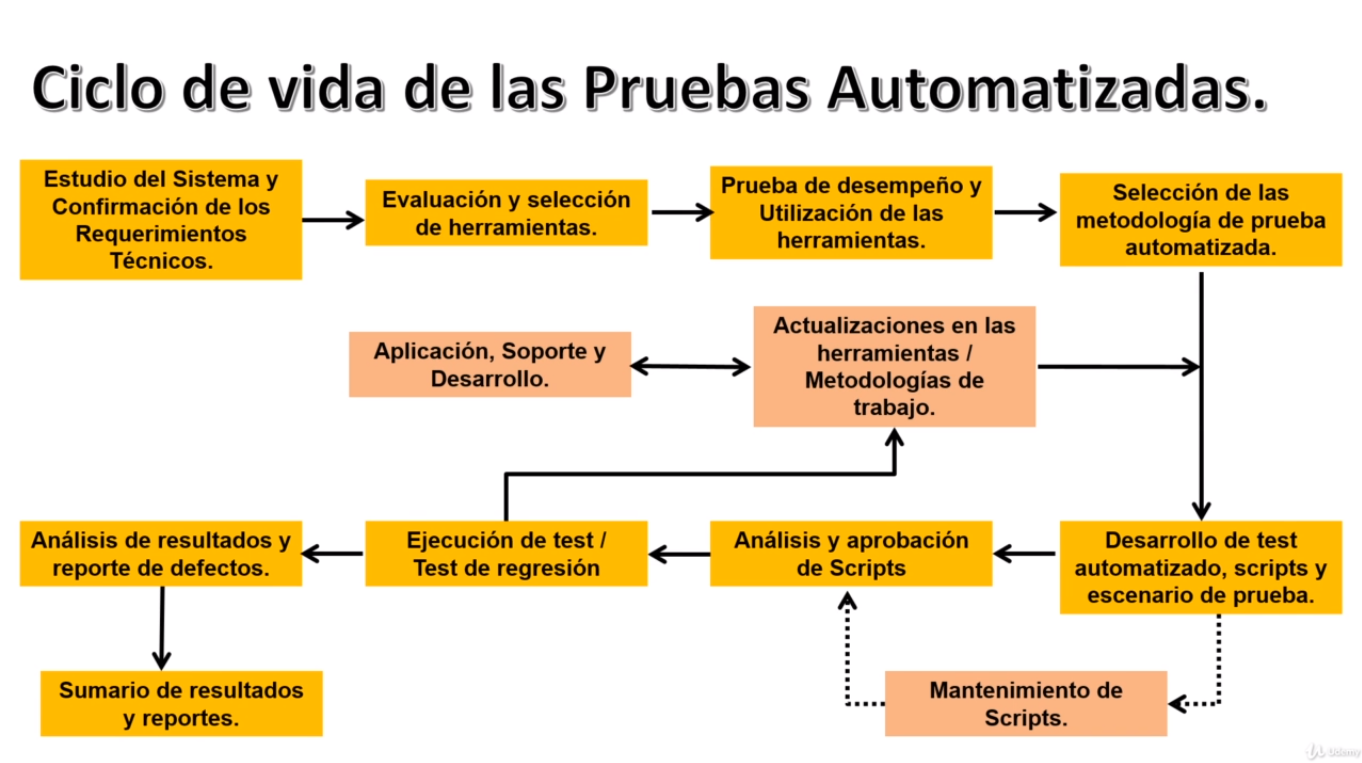 Ciclo de vida de las Pruebas Automatizadas.
Estudio del Sistema y
Confirmación de los
Requerimientos
Técnicos.
Evaluación y selección
de herramientas.
Prueba de desempeño y
Utilización de las
herramientas.
Selección de las
metodología de prueba
automatizada.
Aplicación, Soporte y
Desarrollo.
Actualizaciones en las
herramientas /
Metodologías de
trabajo.
Análisis de resultados y
reporte de defectos.
Ejecución de test /
Test de regresión
Análisis y aprobación
de Scripts
Desarrollo de test
automatizado, scripts y
escenario de prueba.
Sumario de resultados
y reportes.
Mantenimiento de
Scripts.
Udemy